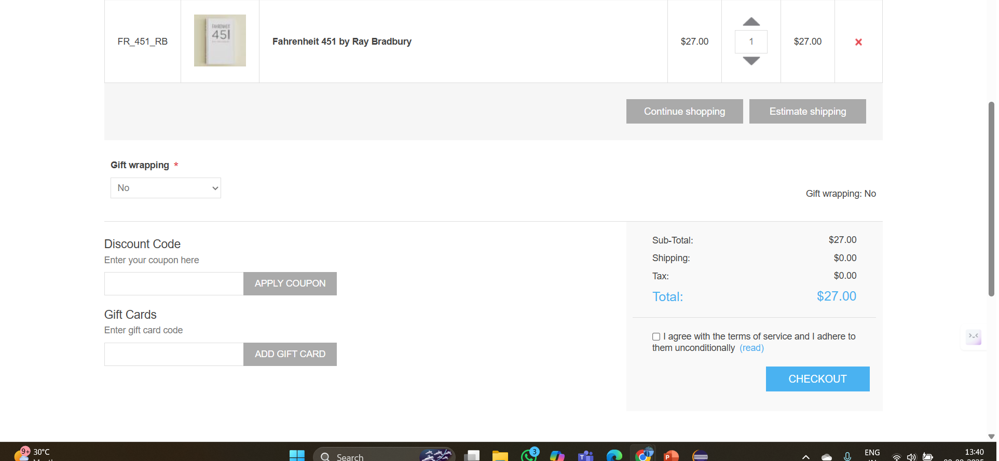 FR_451_RB
FAHRENHEIT
451
Fahrenheit 451 by Ray Bradbury
$27.00
1
$27.00
Continue shopping
Estimate shipping
Gift wrapping *
No
Gift wrapping: No
Discount Code
Enter your coupon here
APPLY COUPON
Gift Cards
Enter gift card code
ADD GIFT CARD
Sub-Total: $27.00
Shipping: $0.00
Tax: $0.00
Total: $27.00
I agree with the terms of service and I adhere to
them unconditionally (read)
CHECKOUT
9+
30°C
Search
3
T
P
ENG
13:40